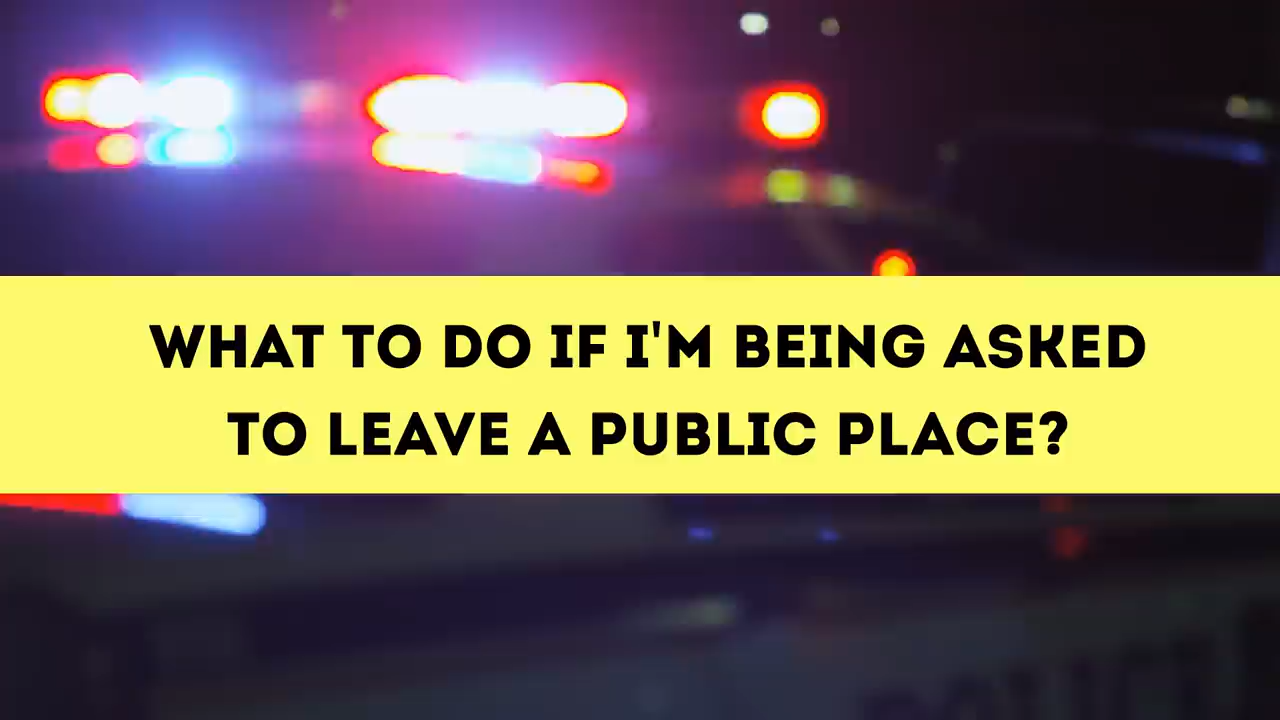 WHAT TO DO IF I'M BEING ASKED
TO LEAVE A PUBLIC PLACE?